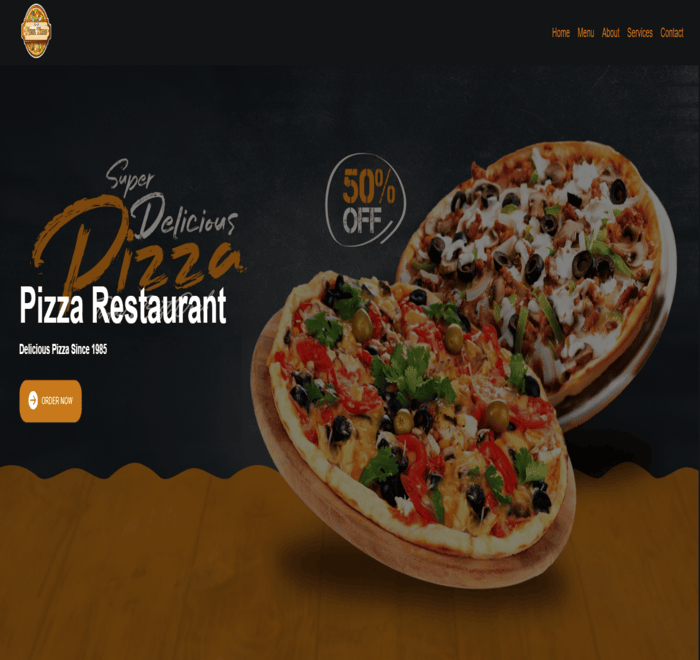 Home Menu About Services Contact
Super
Delicious
Pizza
50%
OFF
Pizza Restaurant
Delicious Pizza Since 1985
ORDER NOW